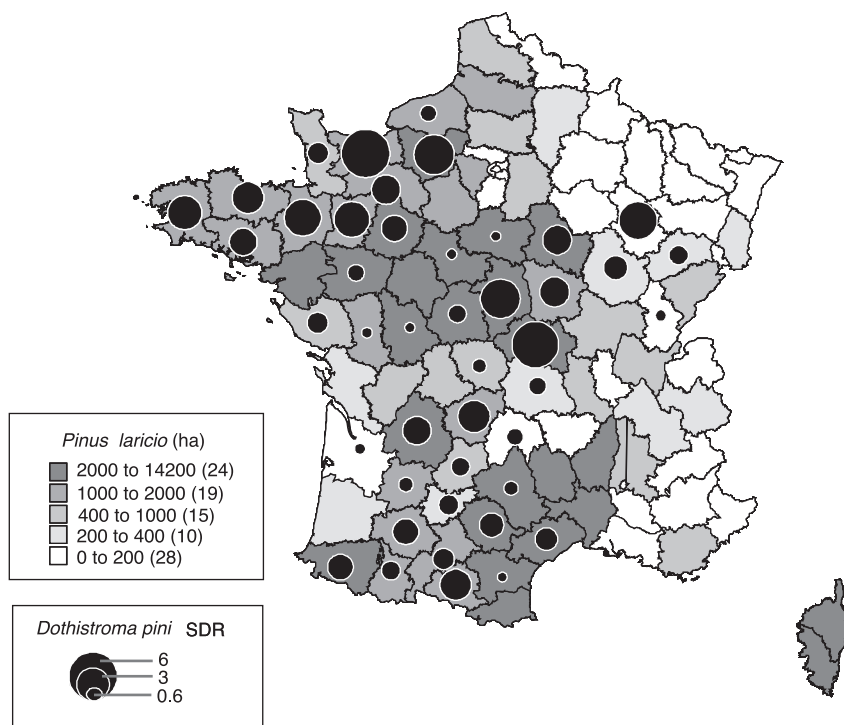 Pinus laricio (ha)
2000 to 14200 (24)
1000 to 2000 (19)
400 to 1000 (15)
200 to 400 (10)
0 to 200 (28)
Dothistroma pini SDR
6
3
0.6